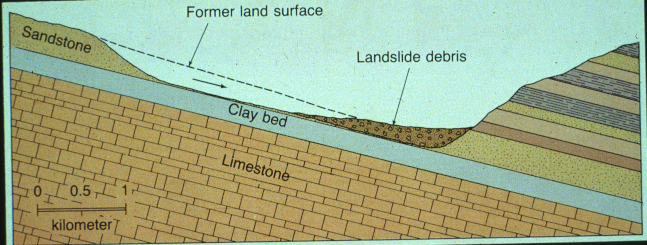 Former land surface
Sandstone
Landslide debris
Clay bed
Limestone
0 0.5 1
kilometer